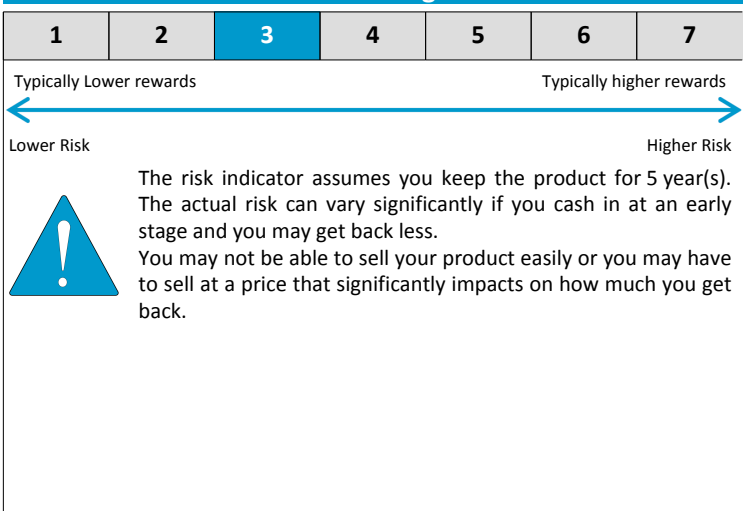 1 2 3 4 5 6 7
Typically Lower rewards Typically higher rewards
Lower Risk Higher Risk
The risk indicator assumes you keep the product for 5 year(s).
The actual risk can vary significantly if you cash in at an early
stage and you may get back less.
You may not be able to sell your product easily or you may have
to sell at a price that significantly impacts on how much you get
back.